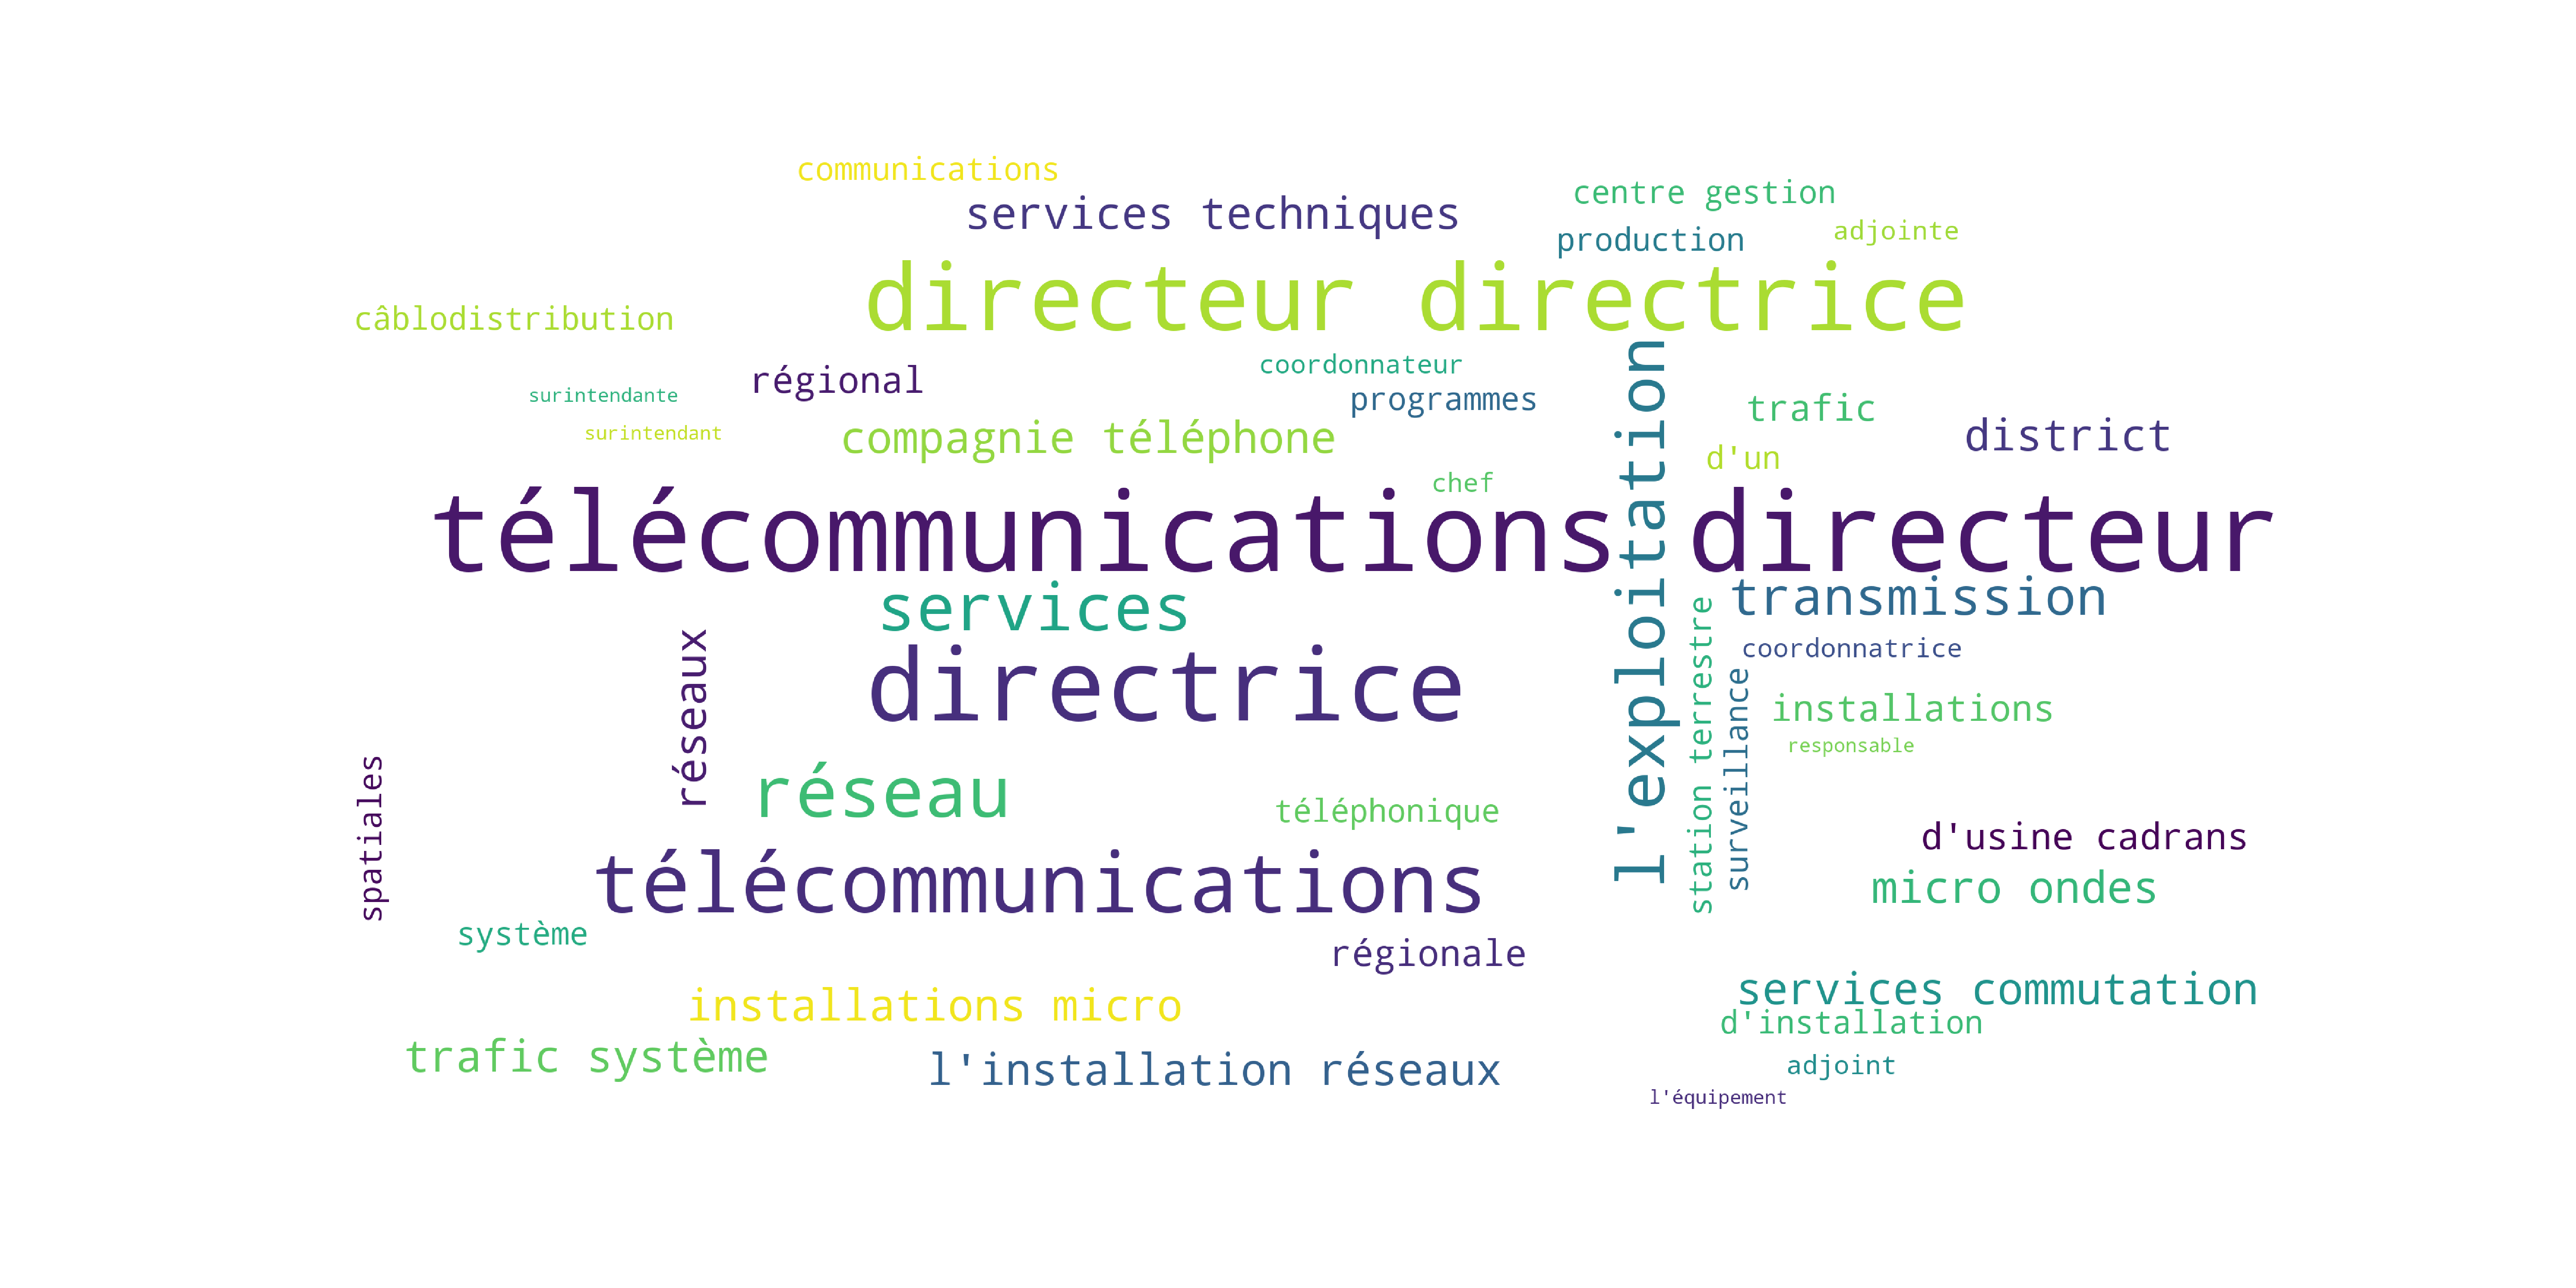 communications
services techniques
centre gestion
production
adjointe
directeur directrice
câblodistribution
coordonnateur
régional
programmes
surintendante
trafic
surintendant
compagnie téléphone
district
d'un
chef
l'exploitation
télécommunications directeur
services
transmission
réseaux
directrice
station terrestre
coordonnatrice
surveillance
installations
responsable
réseau
téléphonique
spatiales
d'usine cadrans
télécommunications
micro ondes
système
régionale
services commutation
installations micro
d'installation
trafic système
l'installation réseaux
adjoint
l'équipement